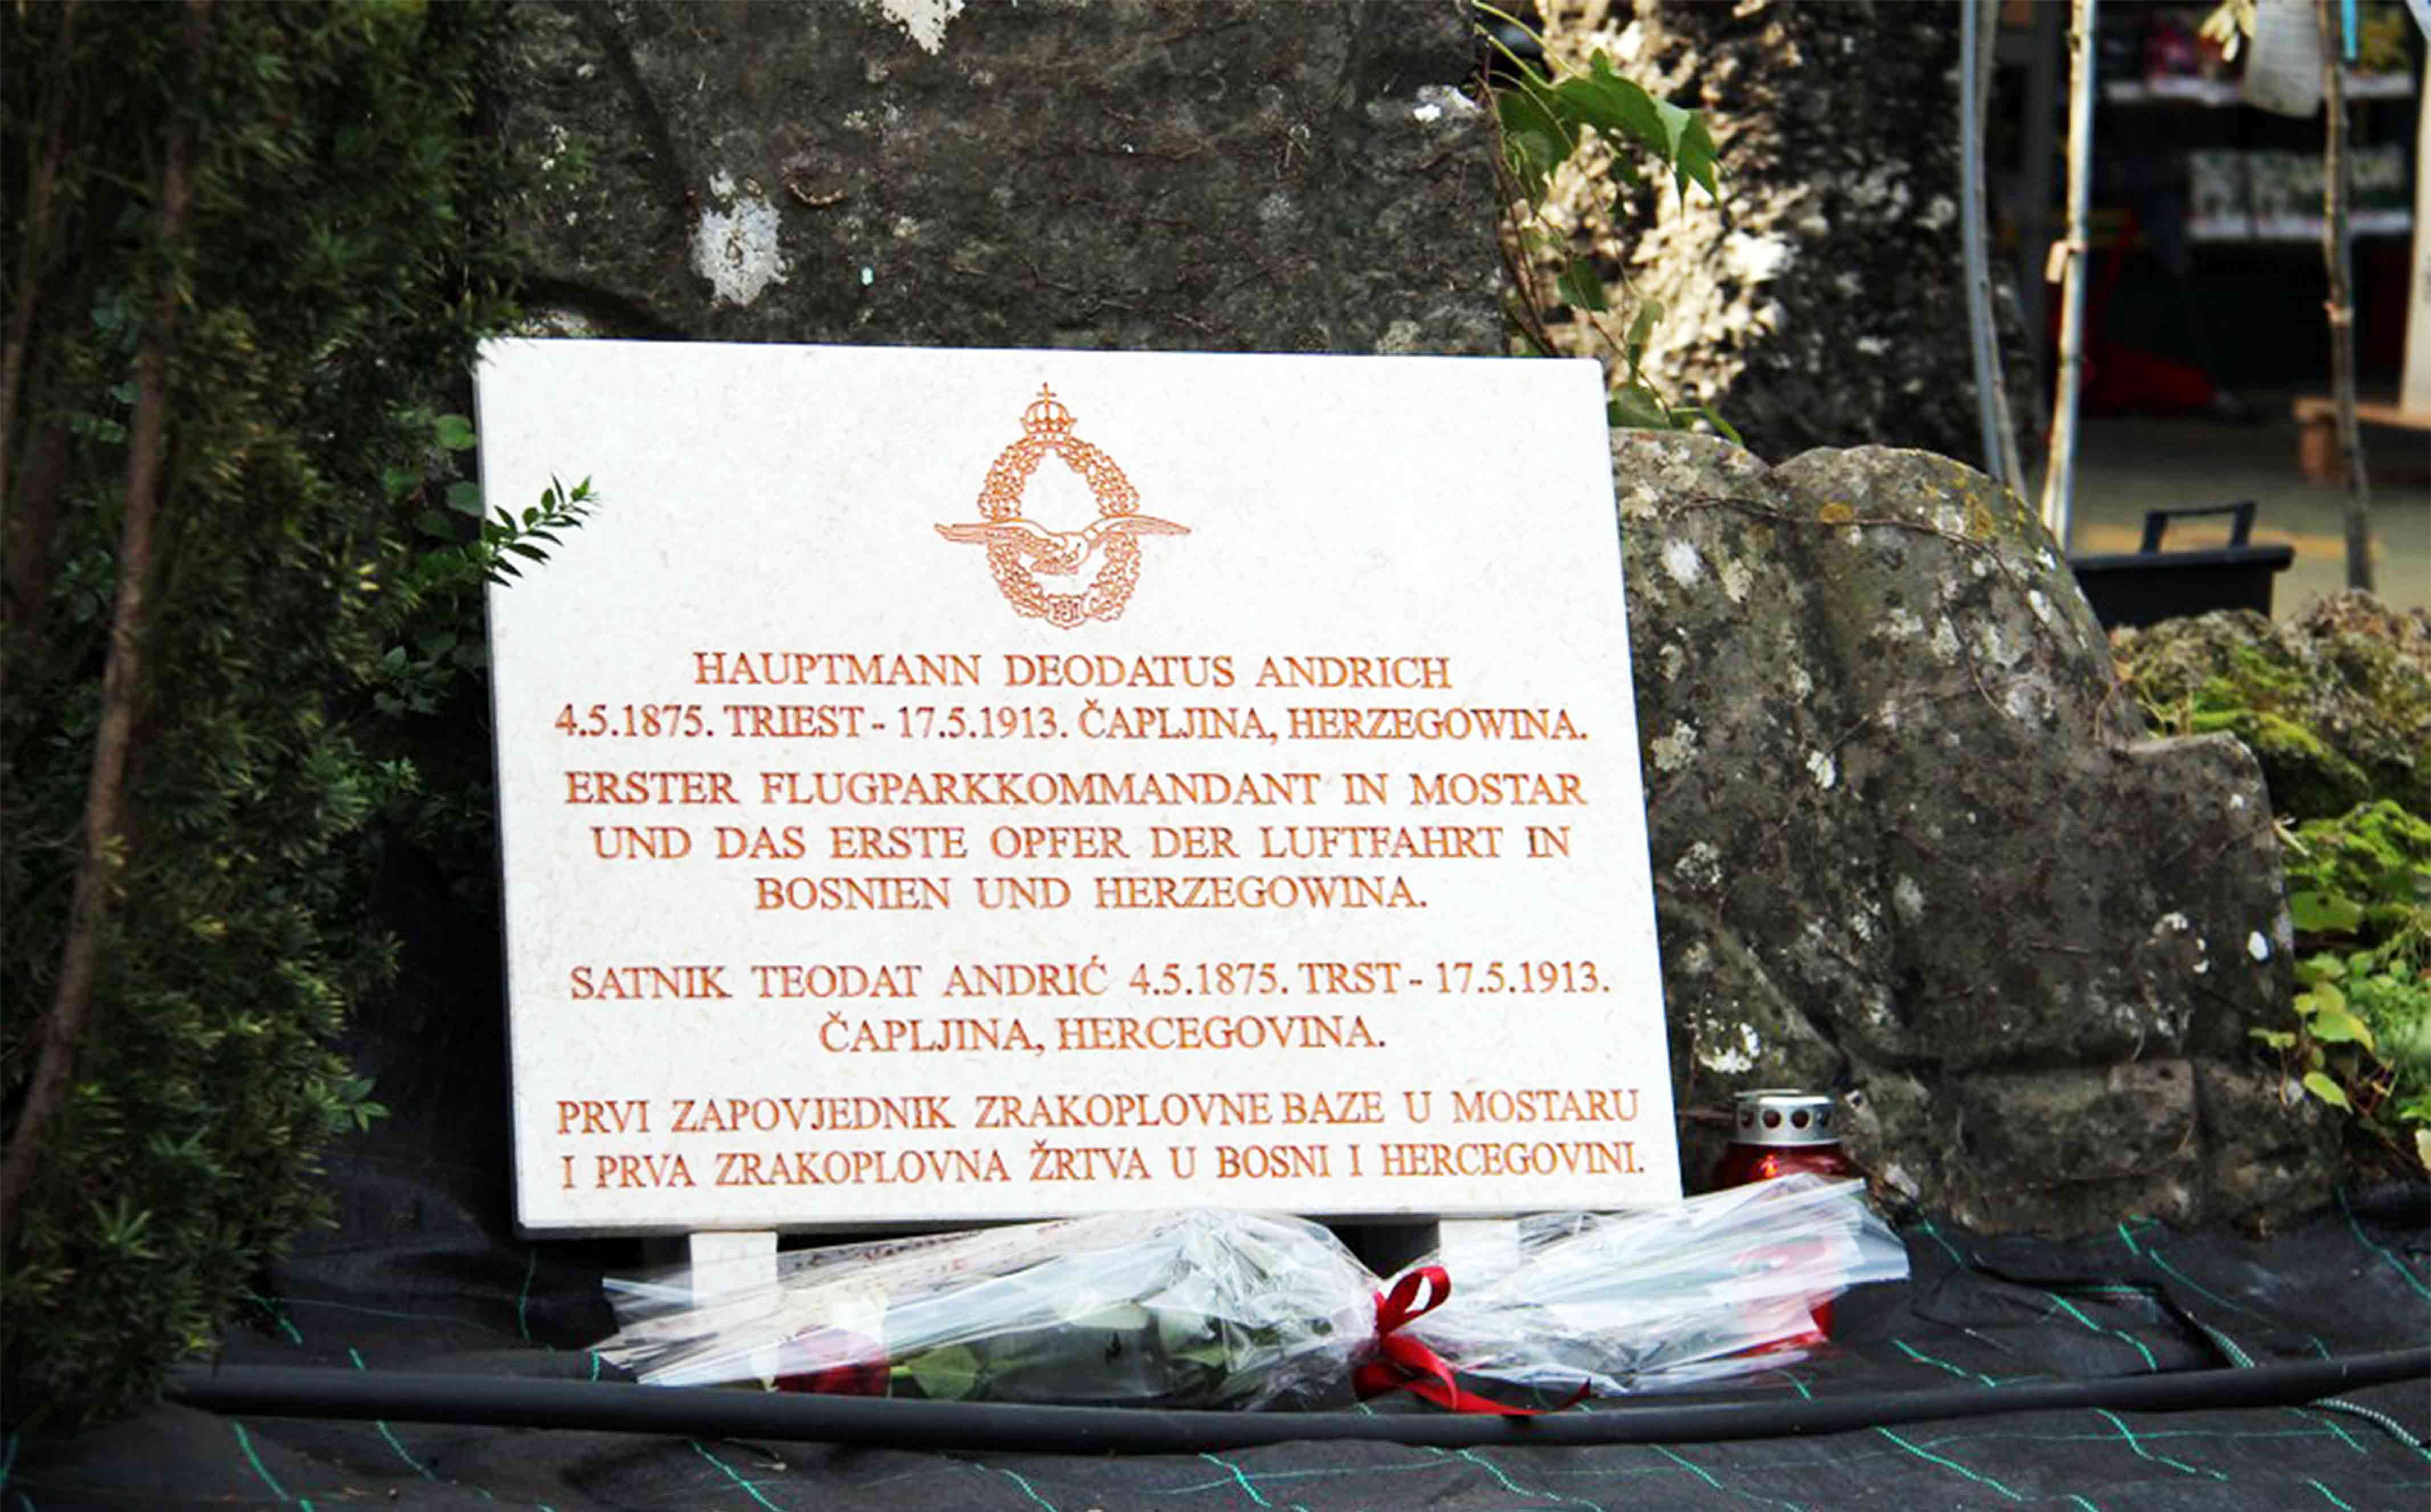 HAUPTMANN DEODATUS ANDRICH
4.5.1875. TRIEST - 17.5.1913. ČAPLJINA, HERZEGOWINA.
ERSTER FLUGPARKKOMMANDANT IN MOSTAR
UND DAS ERSTE OPFER DER LUFTFAHRT IN
BOSNIEN UND HERZEGOWINA.
SATNIK TEODAT ANDRIĆ 4.5.1875. TRST - 17.5.1913.
ČAPLJINA, HERCEGOVINA.
PRVI ZAPOVJEDNIK ZRAKOPLOVNE BAZE U MOSTARU
I PRVA ZRAKOPLOVNA ŽRTVA U BOSNI I HERCEGOVINI.